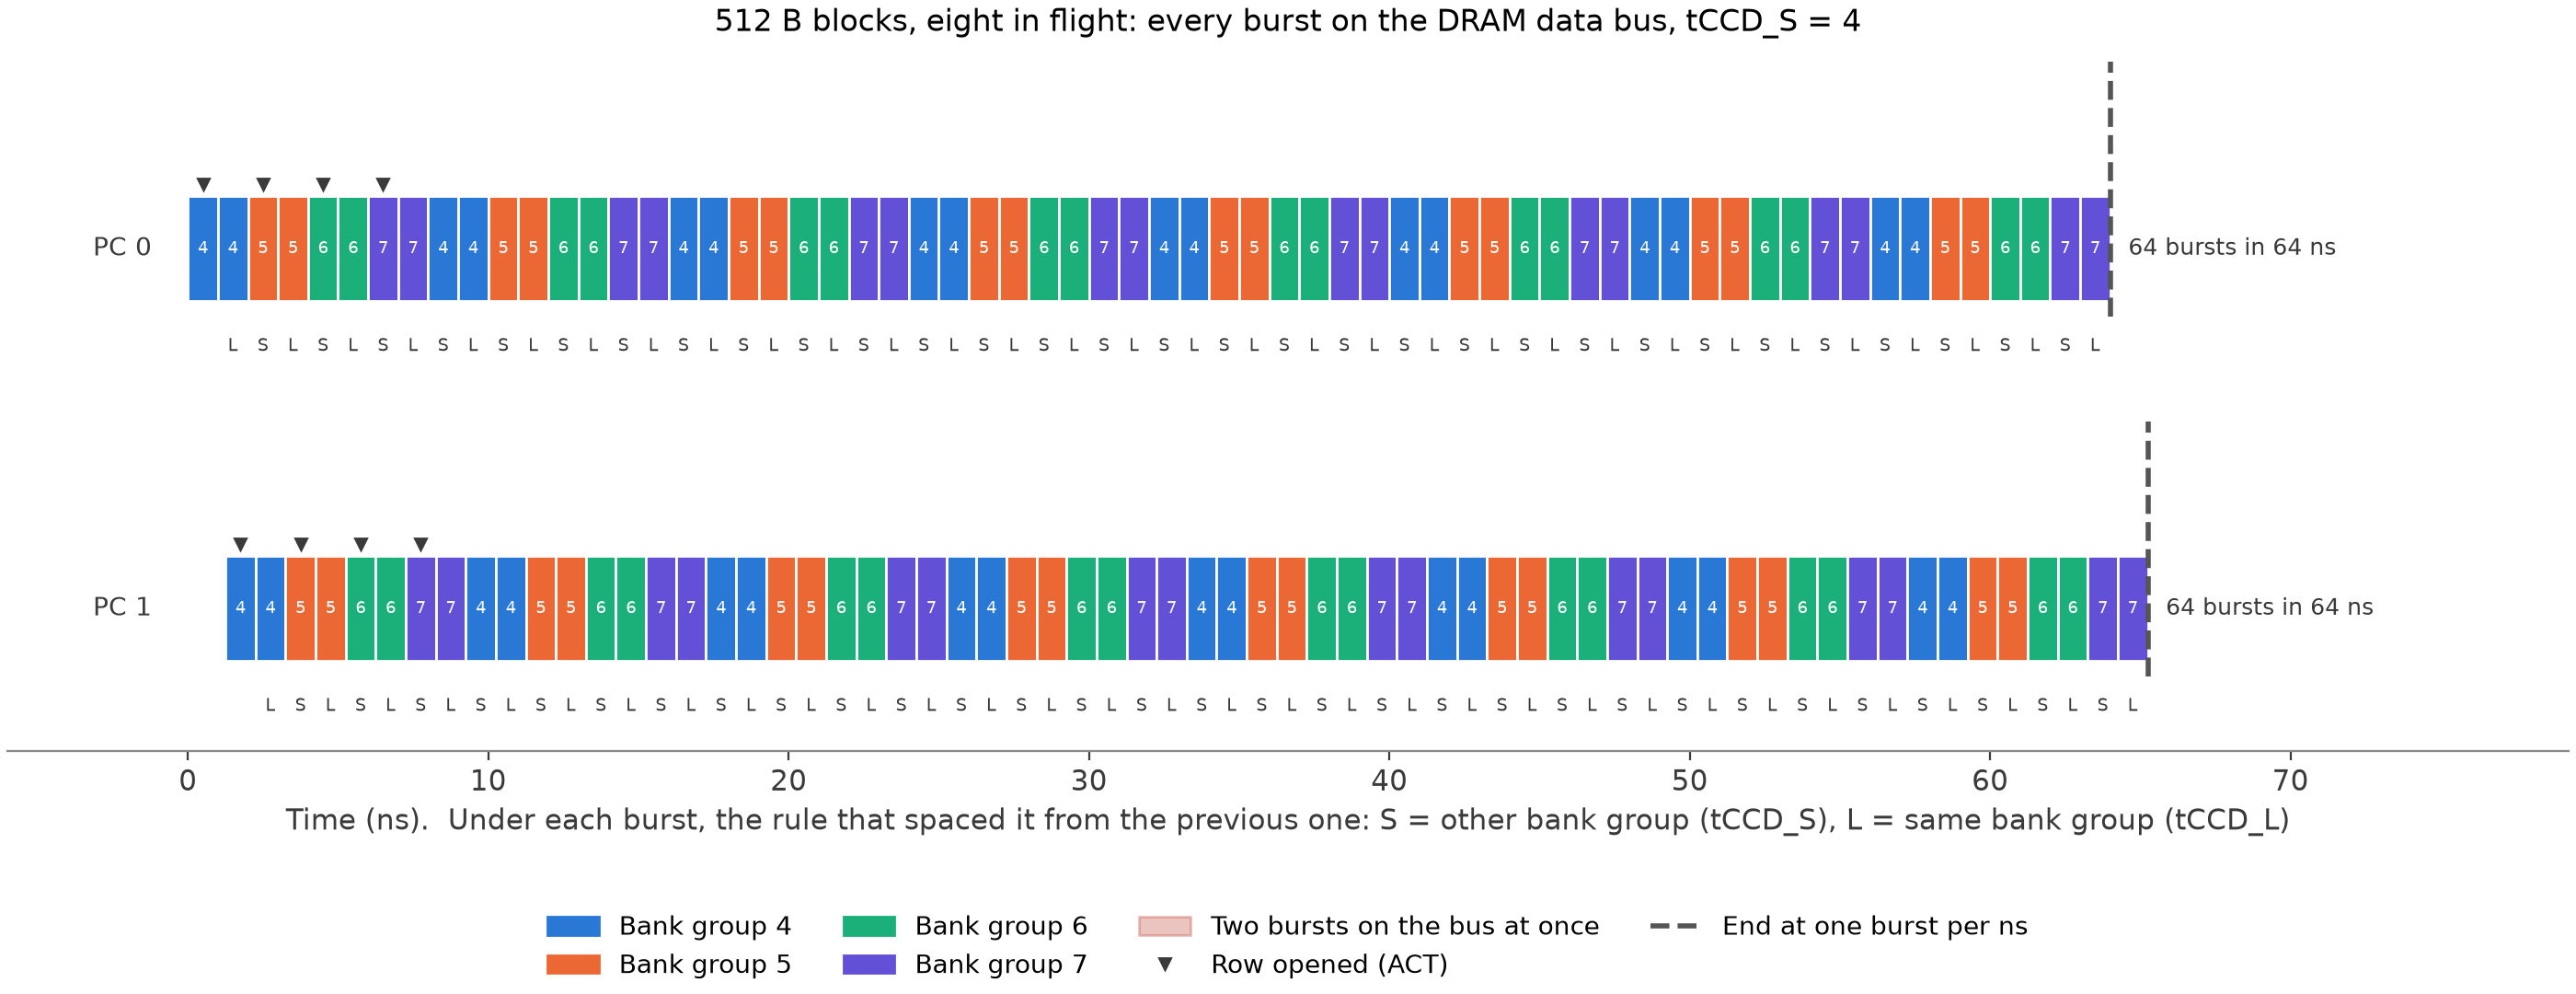 512 B blocks, eight in flight: every burst on the DRAM data bus, tCCD_S = 4
PC 0 4 4 5 5 6 6 7 7 4 4 5 5 6 6 7 7 4 4 5 5 6 6 7 7 4 4 5 5 6 6 7 7 4 4 5 5 6 6 7 7 4 4 5 5 6 6 7 7 4 4 5 5 6 6 7 7 4 4 5 5 6 6 7 7 64 bursts in 64 ns
L S L S L S L S L S L S L S L S L S L S L S L S L S L S L S L S L S L S L S L S L S L S L S L S L S L S L S L S L S L S L S L
PC 1 4 4 5 5 6 6 7 7 4 4 5 5 6 6 7 7 4 4 5 5 6 6 7 7 4 4 5 5 6 6 7 7 4 4 5 5 6 6 7 7 4 4 5 5 6 6 7 7 4 4 5 5 6 6 7 7 4 4 5 5 6 6 7 7 64 bursts in 64 ns
L S L S L S L S L S L S L S L S L S L S L S L S L S L S L S L S L S L S L S L S L S L S L S L S L S L S L S L S L S L S L S L
0 10 20 30 40 50 60 70
Time (ns).  Under each burst, the rule that spaced it from the previous one: S = other bank group (tCCD_S), L = same bank group (tCCD_L)
Bank group 4
Bank group 5
Bank group 6
Bank group 7
Two bursts on the bus at once
Row opened (ACT)
End at one burst per ns